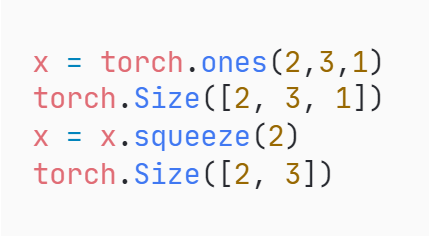 x = torch.ones(2,3,1)
torch.Size([2, 3, 1])
x = x.squeeze(2)
torch.Size([2, 3])